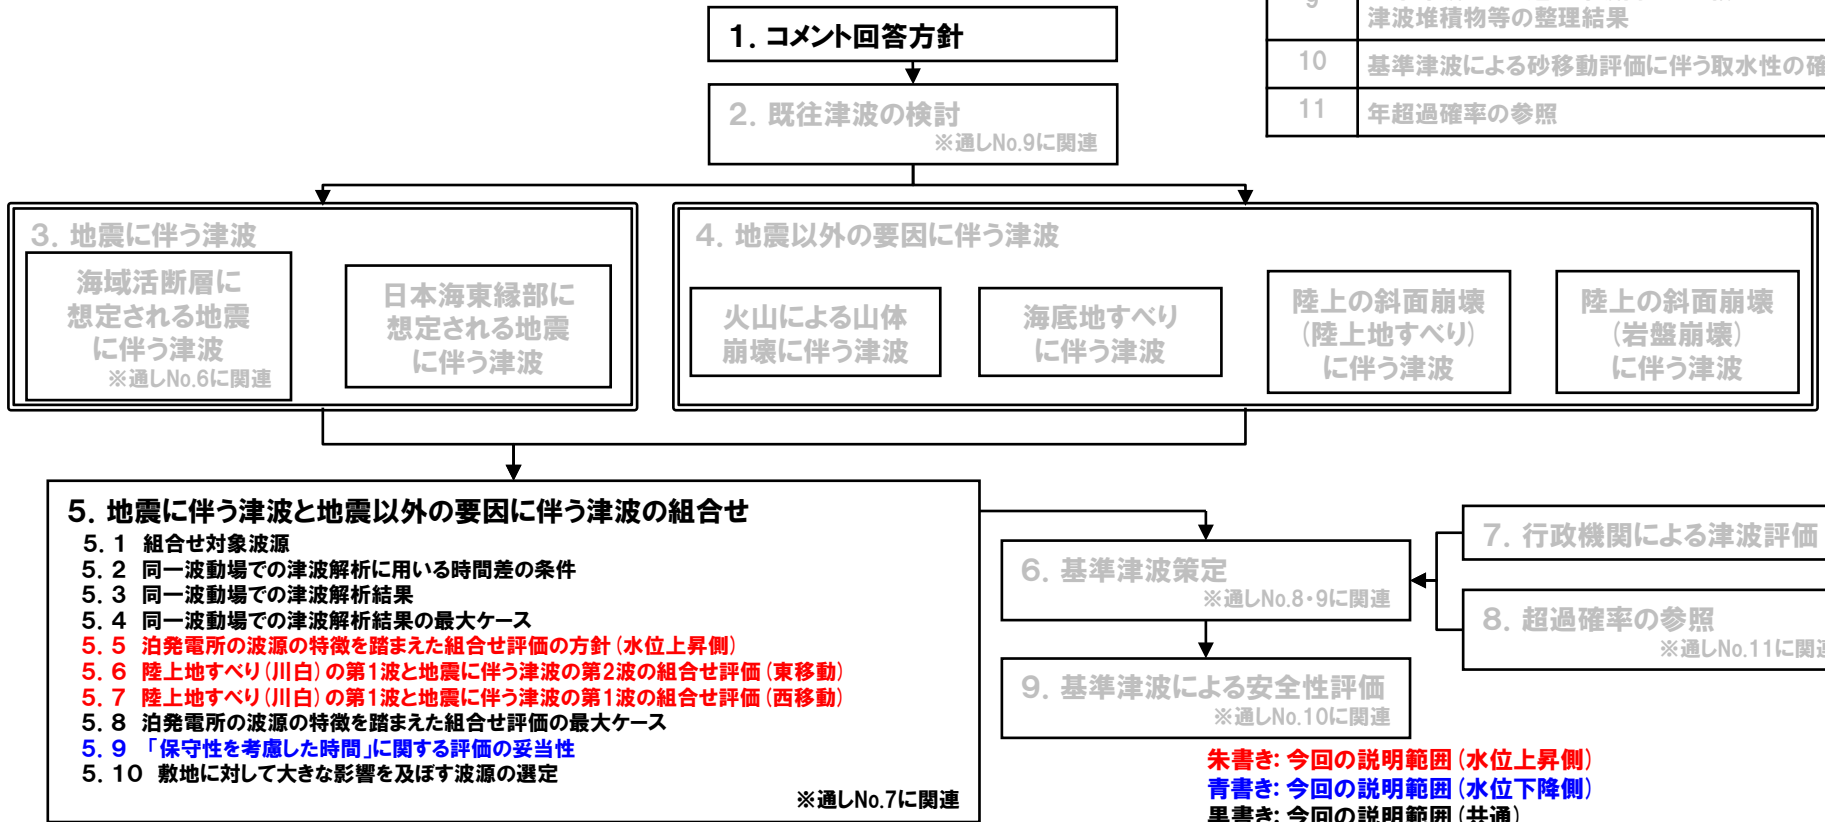 1. コメント回答方針
2. 既往津波の検討
※通しNo.9に関連
9
津波堆積物等の整理結果
10 基準津波による砂移動評価に伴う取水性の確
11 年超過確率の参照
3. 地震に伴う津波
海域活断層に
想定される地震
に伴う津波
※通しNo.6に関連
日本海東縁部に
想定される地震
に伴う津波
4. 地震以外の要因に伴う津波
火山による山体
崩壊に伴う津波
海底地すべり
に伴う津波
陸上の斜面崩壊
(陸上地すべり)
に伴う津波
陸上の斜面崩壊
(岩盤崩壊)
に伴う津波
5. 地震に伴う津波と地震以外の要因に伴う津波の組合せ
5. 1 組合せ対象波源
5. 2 同一波動場での津波解析に用いる時間差の条件
5. 3 同一波動場での津波解析結果
5. 4 同一波動場での津波解析結果の最大ケース
5. 5 泊発電所の波源の特徴を踏まえた組合せ評価の方針(水位上昇側)
5. 6 陸上地すべり(川白)の第1波と地震に伴う津波の第2波の組合せ評価(東移動)
5. 7 陸上地すべり(川白)の第1波と地震に伴う津波の第1波の組合せ評価(西移動)
5. 8 泊発電所の波源の特徴を踏まえた組合せ評価の最大ケース
5. 9 「保守性を考慮した時間」に関する評価の妥当性
5. 10 敷地に対して大きな影響を及ぼす波源の選定
※通しNo.7に関連
6. 基準津波策定
※通しNo.8・9に関連
7. 行政機関による津波評価
8. 超過確率の参照
※通しNo.11に関連
9. 基準津波による安全性評価
※通しNo.10に関連
朱書き: 今回の説明範囲(水位上昇側)
青書き: 今回の説明範囲(水位下降側)
黒書き: 今回の説明範囲(共通)